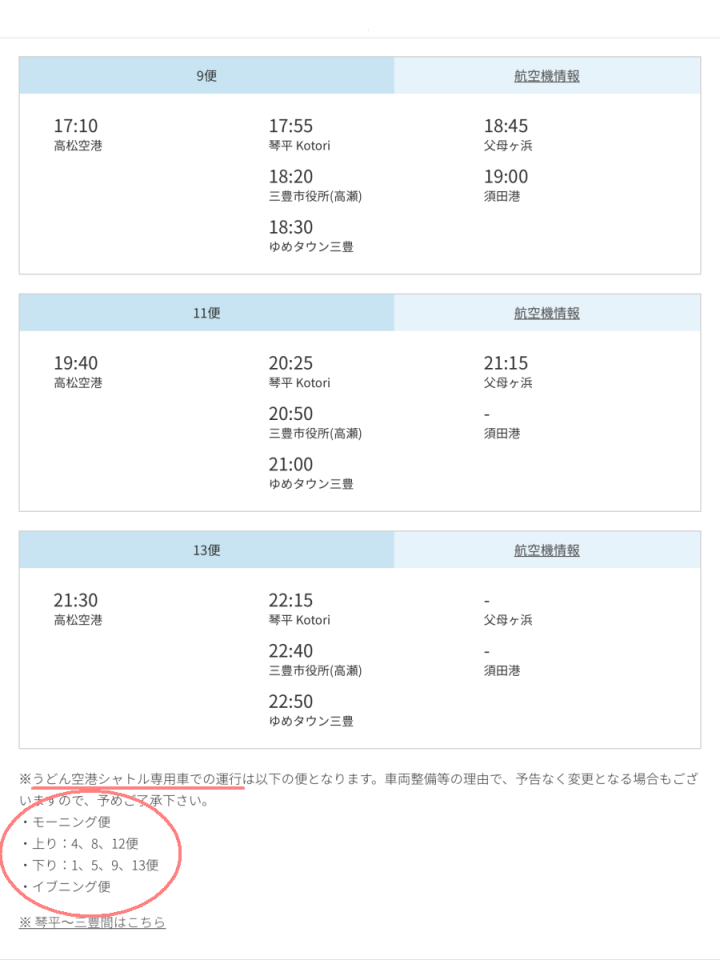 9便 航空機情報
17:10 17:55 18:45
高松空港 琴平 Kotori 父母ヶ浜
18:20 19:00
三豊市役所(高瀬) 須田港
18:30
ゆめタウン三豊
11便 航空機情報
19:40 20:25 21:15
高松空港 琴平 Kotori 父母ヶ浜
20:50 -
三豊市役所(高瀬) 須田港
21:00
ゆめタウン三豊
13便 航空機情報
21:30 22:15 -
高松空港 琴平 Kotori 父母ヶ浜
22:40 -
三豊市役所(高瀬) 須田港
22:50
ゆめタウン三豊
※うどん空港シャトル専用車での運行は以下の便となります。車両整備等の理由で、予告なく変更となる場合もござ
いますので、予めご了承下さい。
・モーニング便
・上り：4、8、12便
・下り：1、5、9、13便
・イブニング便
※ 琴平〜三豊間はこちら